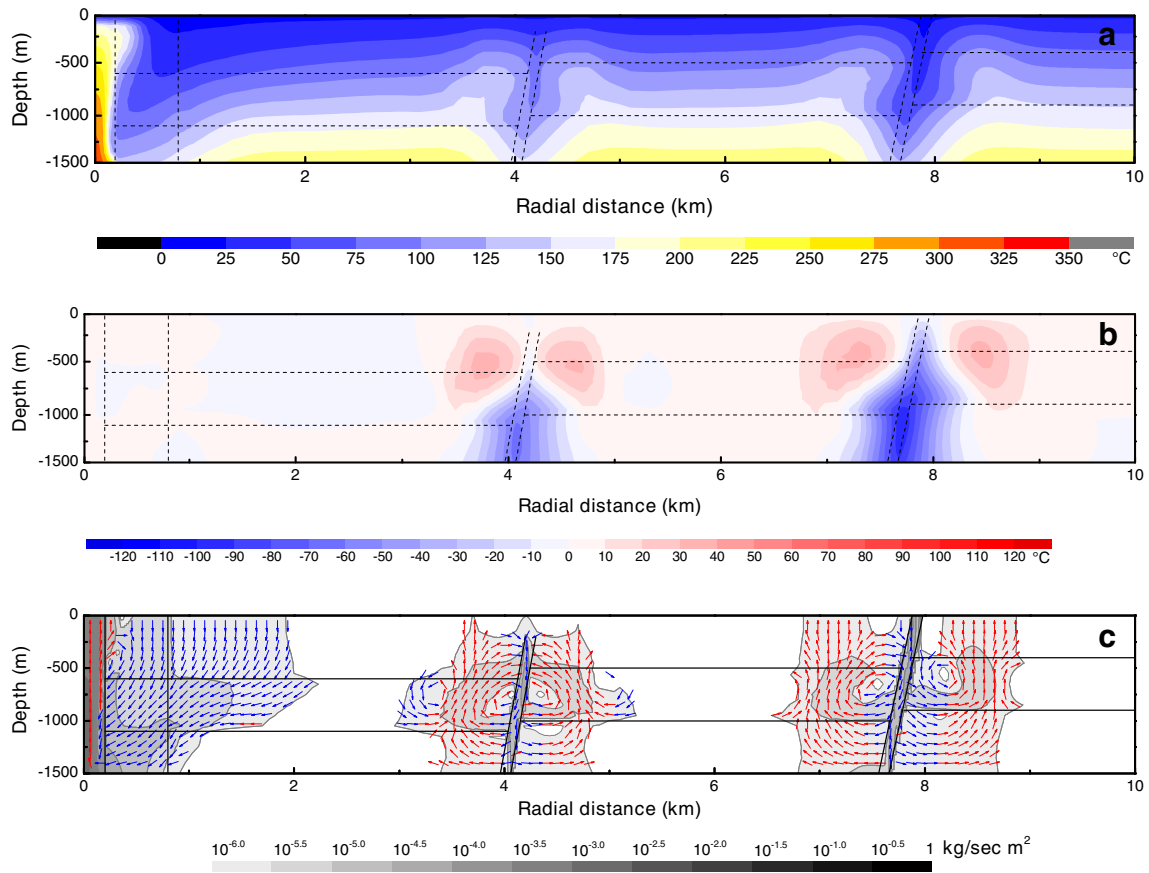 a
Depth (m)
0
-500
-1000
-1500
0 2 4 6 8 10
Radial distance (km)
0 25 50 75 100 125 150 175 200 225 250 275 300 325 350 °C
b
Depth (m)
0
-500
-1000
-1500
0 2 4 6 8 10
Radial distance (km)
-120 -110 -100 -90 -80 -70 -60 -50 -40 -30 -20 -10 0 10 20 30 40 50 60 70 80 90 100 110 120 °C
c
Depth (m)
0
-500
-1000
-1500
0 2 4 6 8 10
Radial distance (km)
10^-6.0 10^-5.5 10^-5.0 10^-4.5 10^-4.0 10^-3.5 10^-3.0 10^-2.5 10^-2.0 10^-1.5 10^-1.0 10^-0.5 1 kg/sec m²